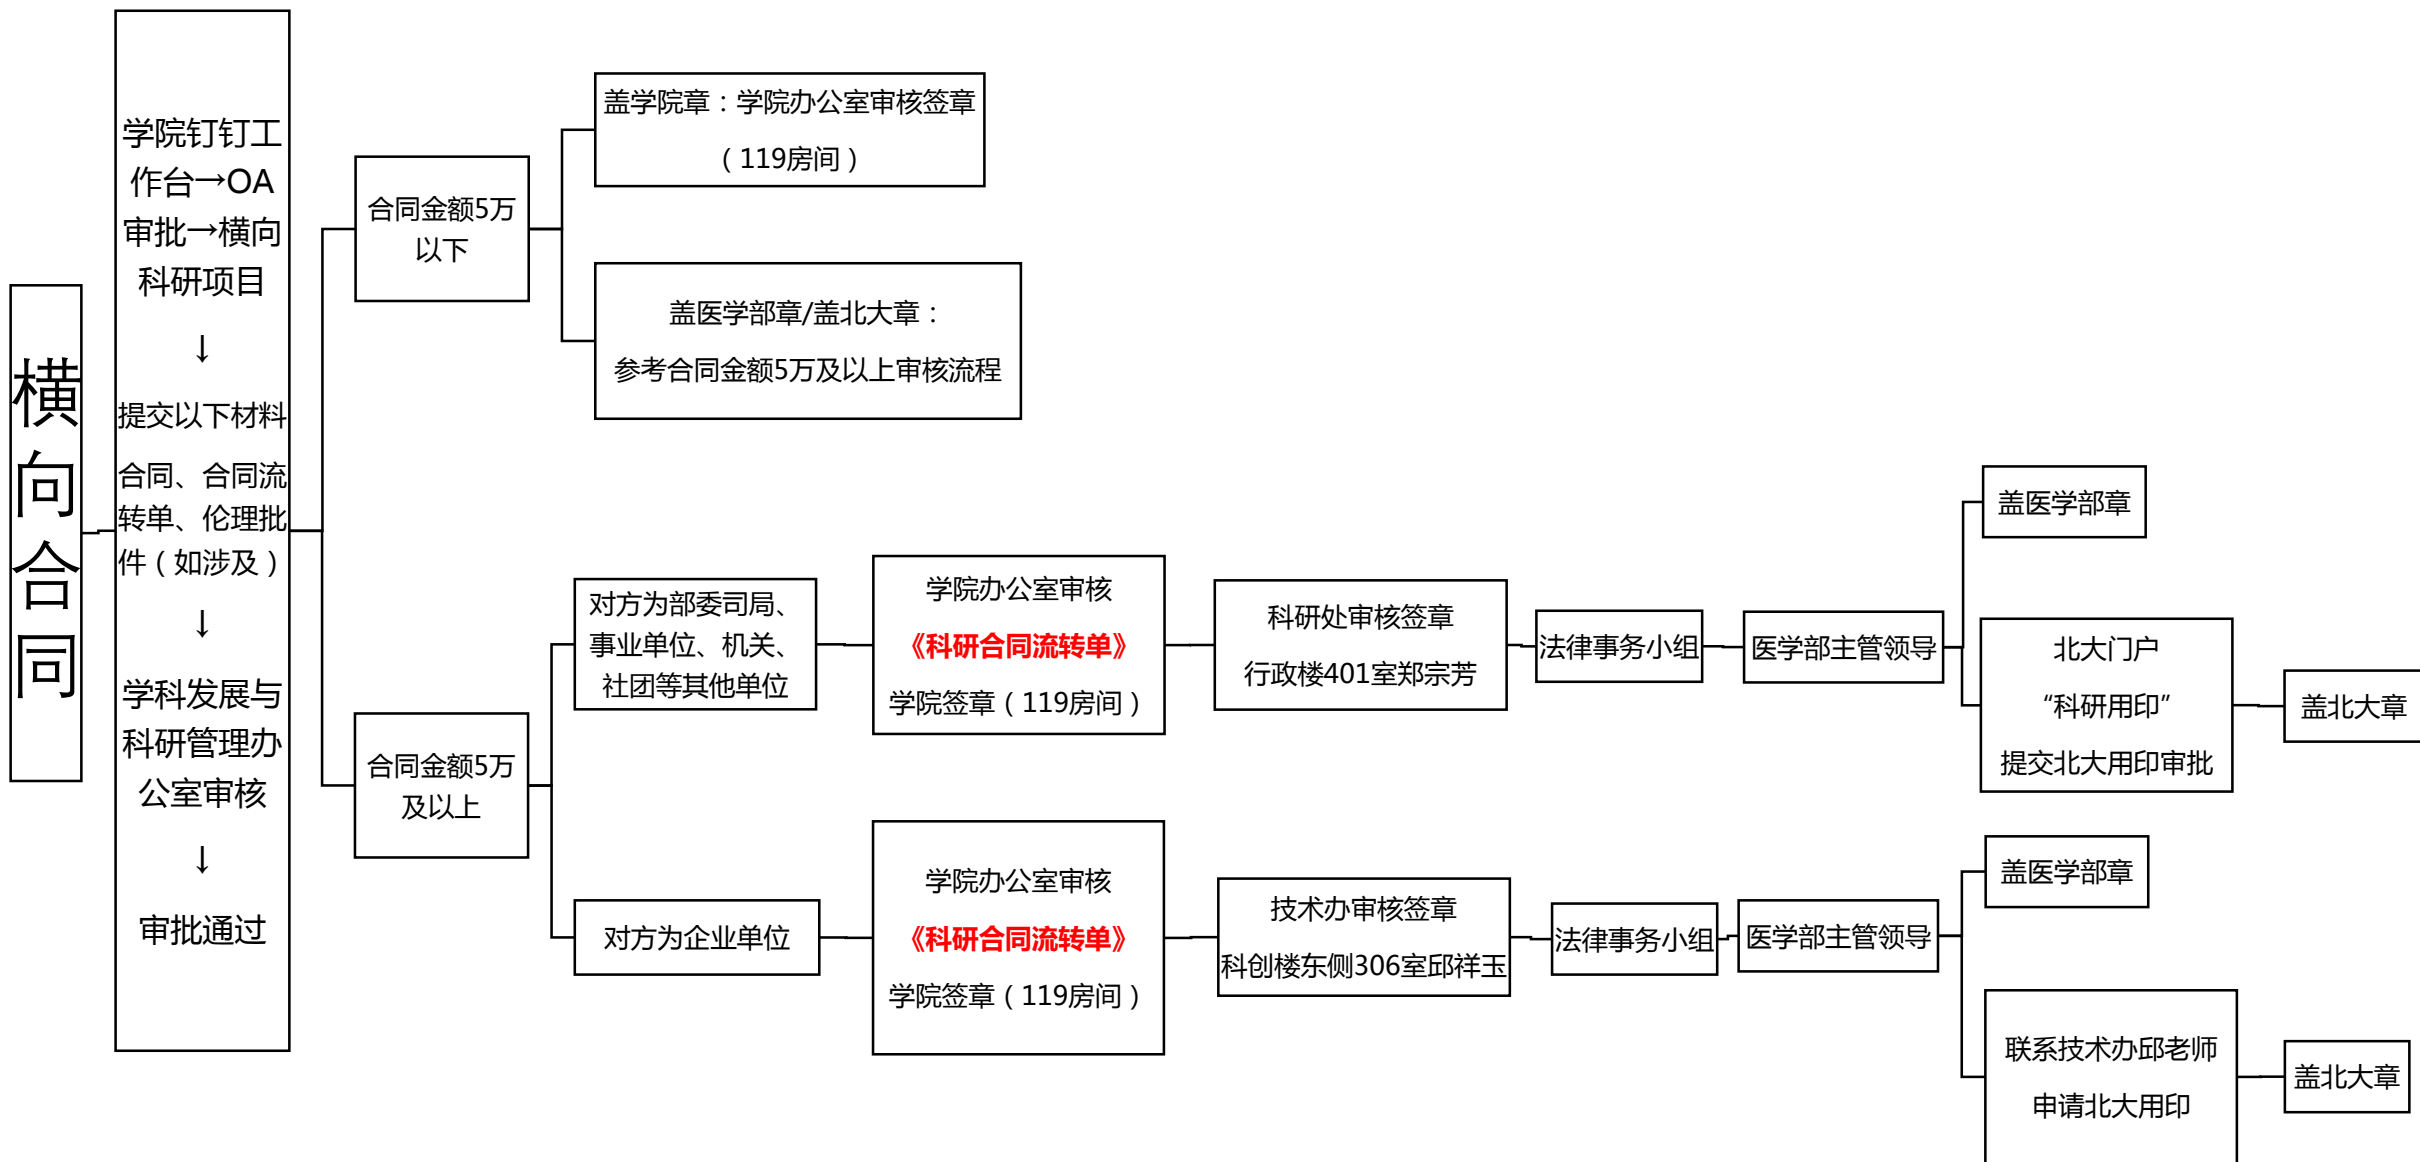 横
向
合
同
学院钉钉工
作台→OA
审批→横向
科研项目
↓
提交以下材料
合同、合同流
转单、伦理批
件（如涉及）
↓
学科发展与
科研管理办
公室审核
↓
审批通过
合同金额5万
以下
盖学院章：学院办公室审核签章
（119房间）
盖医学部章/盖北大章：
参考合同金额5万及以上审核流程
合同金额5万
及以上
对方为部委司局、
事业单位、机关、
社团等其他单位
学院办公室审核
《科研合同流转单》
学院签章（119房间）
科研处审核签章
行政楼401室郑宗芳
法律事务小组
医学部主管领导
盖医学部章
北大门户
“科研用印”
提交北大用印审批
盖北大章
对方为企业单位
学院办公室审核
《科研合同流转单》
学院签章（119房间）
技术办审核签章
科创楼东侧306室邱祥玉
法律事务小组
医学部主管领导
盖医学部章
联系技术办邱老师
申请北大用印
盖北大章